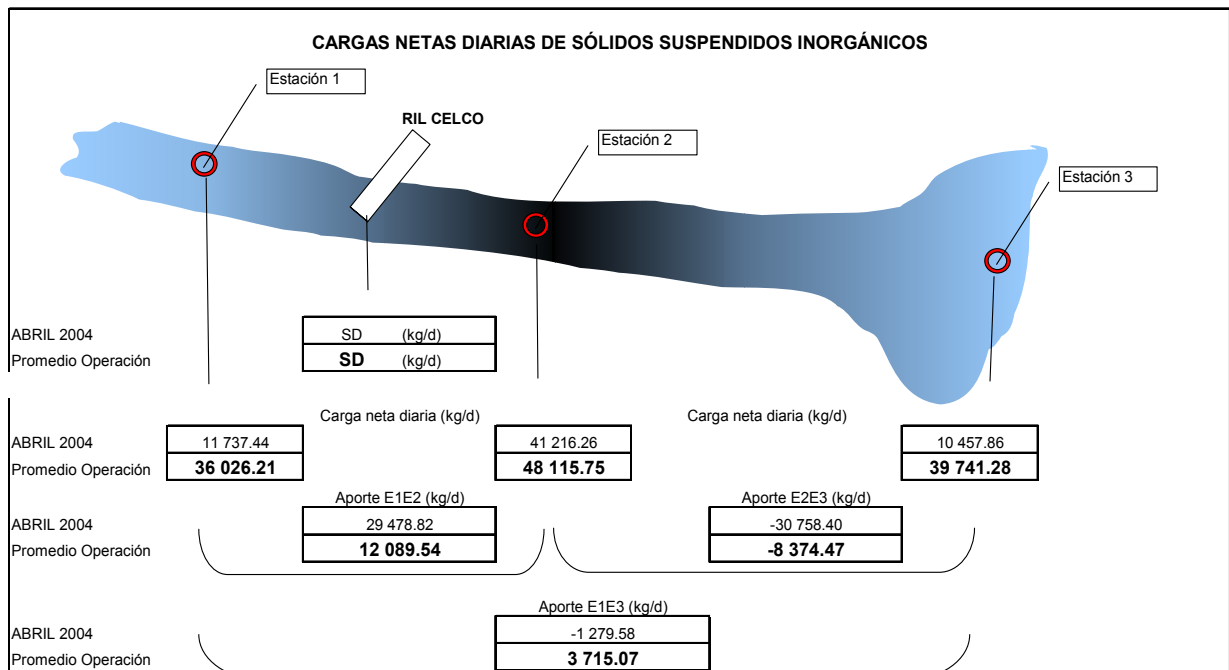 CARGAS NETAS DIARIAS DE SÓLIDOS SUSPENDIDOS INORGÁNICOS
Estación 1
RIL CELCO
Estación 2
Estación 3
ABRIL 2004 SD (kg/d)
Promedio Operación SD (kg/d)
Carga neta diaria (kg/d) Carga neta diaria (kg/d)
ABRIL 2004 11 737.44 41 216.26 10 457.86
Promedio Operación 36 026.21 48 115.75 39 741.28
Aporte E1E2 (kg/d) Aporte E2E3 (kg/d)
ABRIL 2004 29 478.82 -30 758.40
Promedio Operación 12 089.54 -8 374.47
Aporte E1E3 (kg/d)
ABRIL 2004 -1 279.58
Promedio Operación 3 715.07